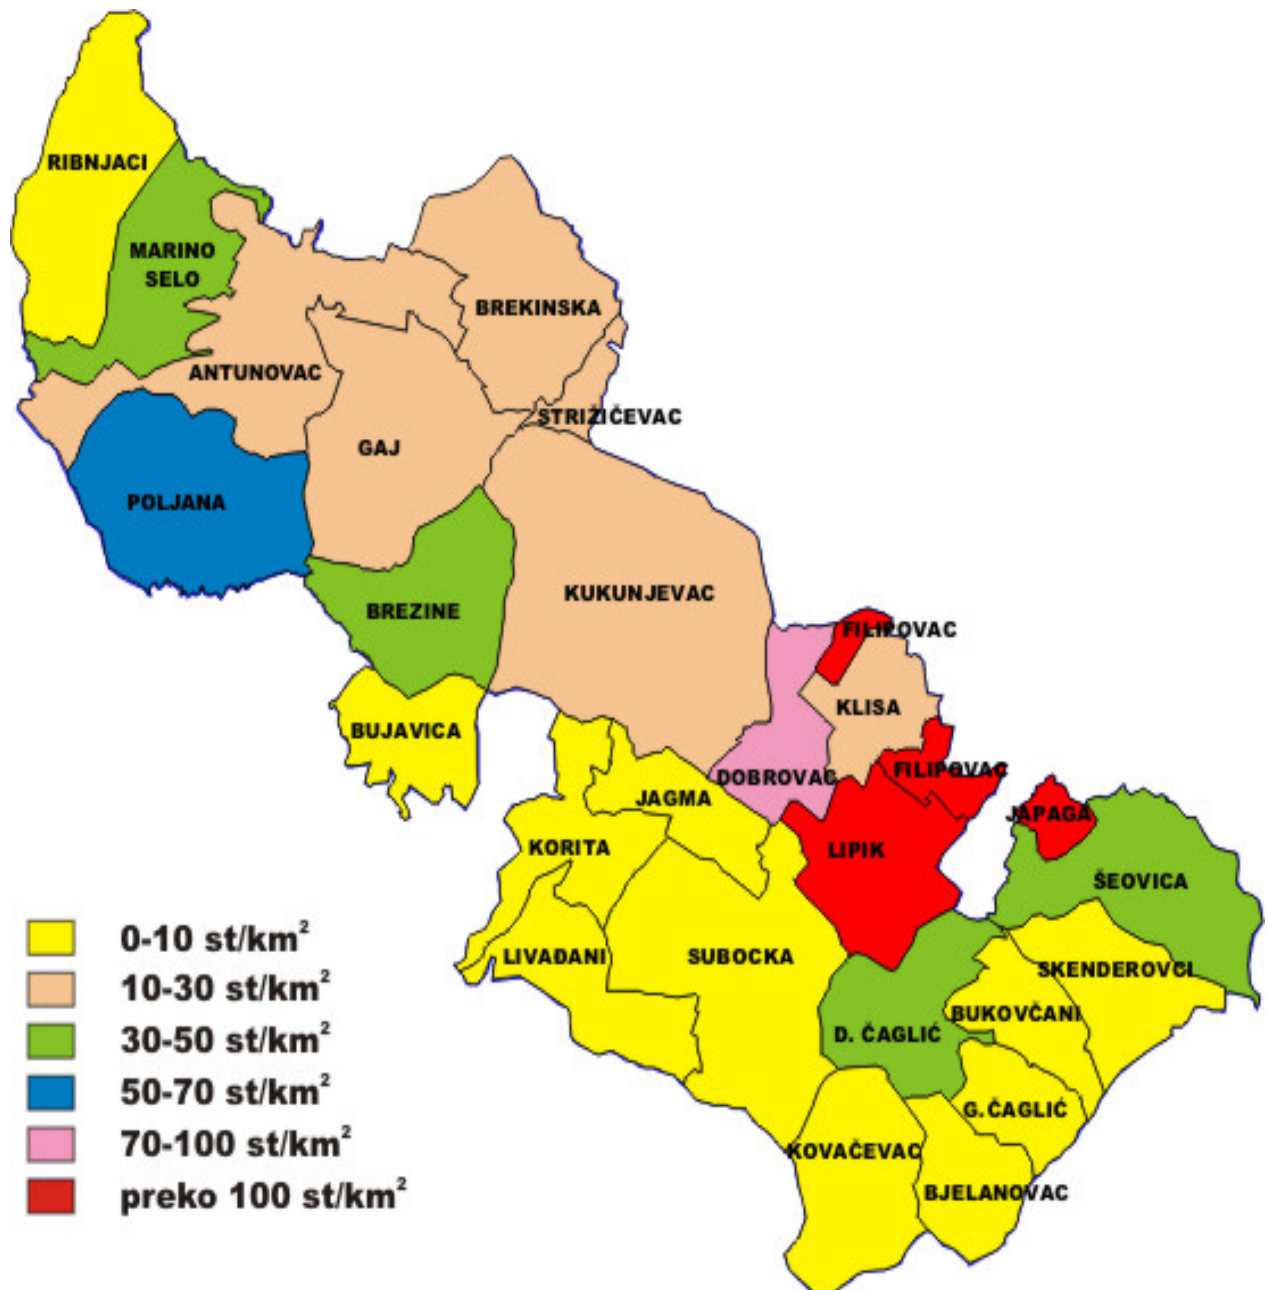 RIBNJACI
MARINO
SELO
BREKINSKA
ANTUNOVAC
STRIŽIČEVAC
GAJ
POLJANA
KUKUNJEVAC
BREZINE
FILIPOVAC
KLISA
BUJAVICA
DOBROVAC
FILIPOVAC
JAGMA
JAPAGA
KORITA
LIPIK
ŠEOVICA
LIVAĐANI
SUBOCKA
SKENDEROVCI
BUKOVČANI
D. ČAGLIĆ
G. ČAGLIĆ
KOVAČEVAC
BJELANOVAC
0-10 st/km²
10-30 st/km²
30-50 st/km²
50-70 st/km²
70-100 st/km²
preko 100 st/km²